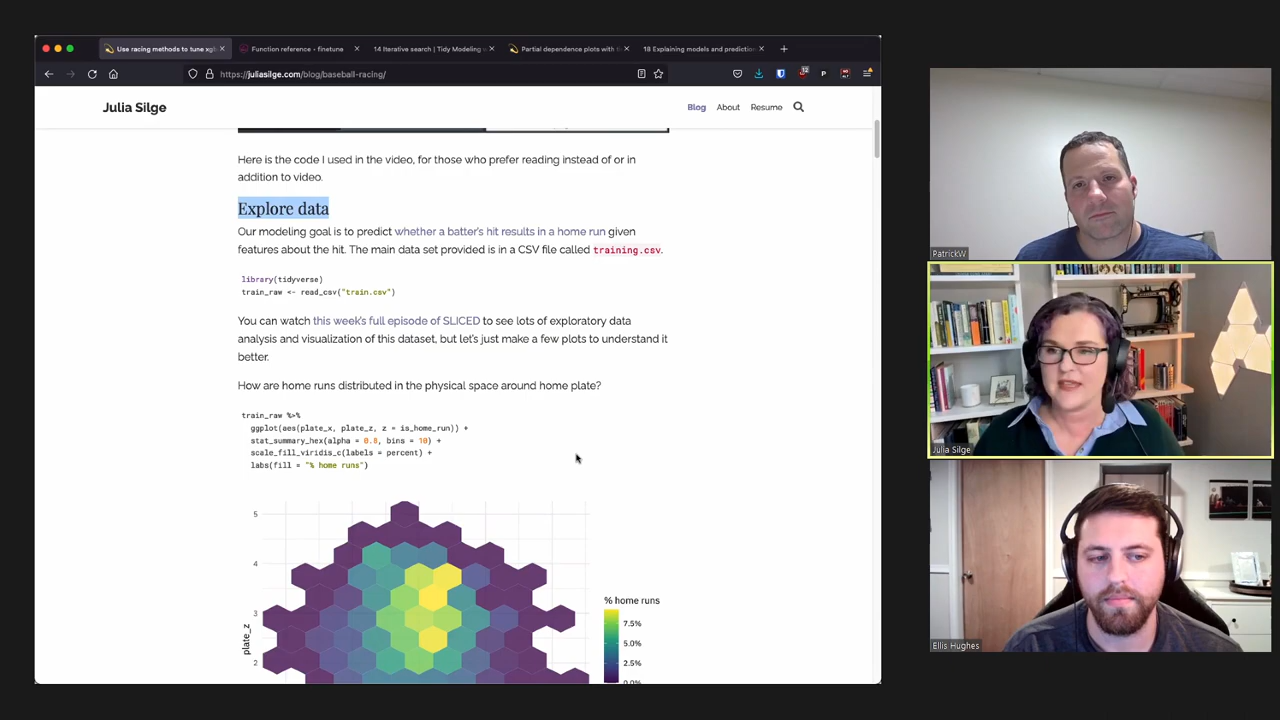 Use racing methods to tune xgb
Function reference • finetune
14 Iterative search | Tidy Modeling w
Partial dependence plots with t
18 Explaining models and prediction
https://juliasilge.com/blog/baseball-racing/
Julia Silge
Blog
About
Resume
Here is the code I used in the video, for those who prefer reading instead of or in
addition to video.
Explore data
Our modeling goal is to predict whether a batter's hit results in a home run given
features about the hit. The main data set provided is in a CSV file called training.csv.
library(tidyverse)
train_raw <- read_csv("train.csv")
You can watch this week's full episode of SLICED to see lots of exploratory data
analysis and visualization of this dataset, but let's just make a few plots to understand it
better.
How are home runs distributed in the physical space around home plate?
train_raw %>%
ggplot(aes(plate_x, plate_z, z = is_home_run)) +
stat_summary_hex(alpha = 0.8, bins = 10) +
scale_fill_viridis_c(labels = percent) +
labs(fill = "% home runs")
5
4
3
2
plate_z
% home runs
7.5%
5.0%
2.5%
0.0%
PatrickW
Julia Silge
Ellis Hughes